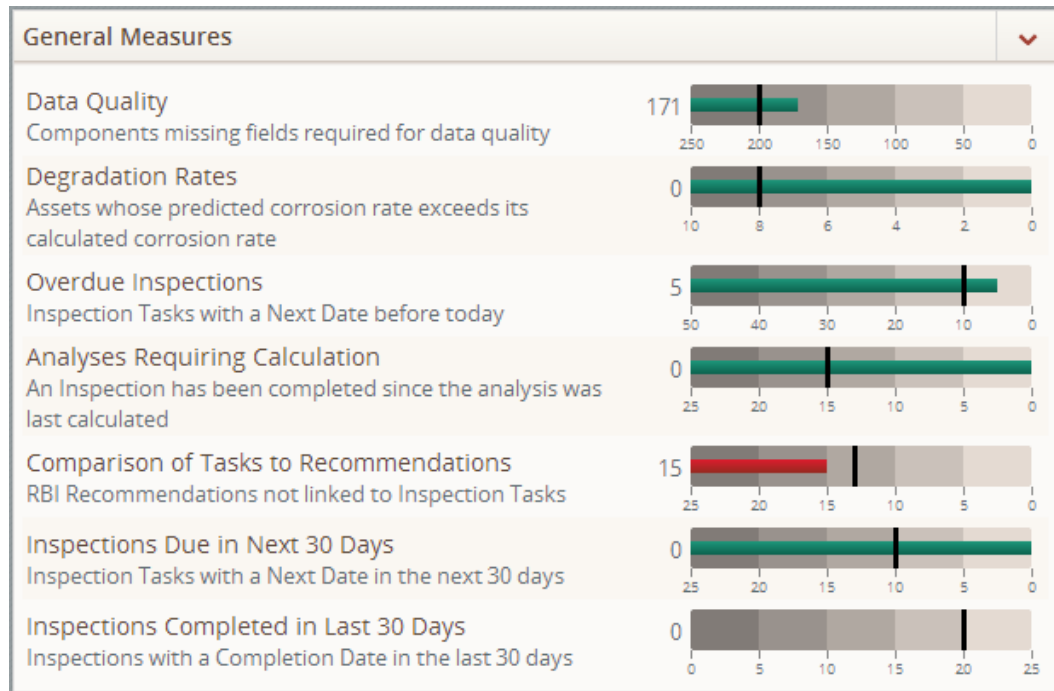 General Measures
Data Quality
Components missing fields required for data quality
171
250 200 150 100 50 0
Degradation Rates
Assets whose predicted corrosion rate exceeds its
calculated corrosion rate
0
10 8 6 4 2 0
Overdue Inspections
Inspection Tasks with a Next Date before today
5
50 40 30 20 10 0
Analyses Requiring Calculation
An Inspection has been completed since the analysis was
last calculated
0
25 20 15 10 5 0
Comparison of Tasks to Recommendations
RBI Recommendations not linked to Inspection Tasks
15
25 20 15 10 5 0
Inspections Due in Next 30 Days
Inspection Tasks with a Next Date in the next 30 days
0
25 20 15 10 5 0
Inspections Completed in Last 30 Days
Inspections with a Completion Date in the last 30 days
0
0 5 10 15 20 25